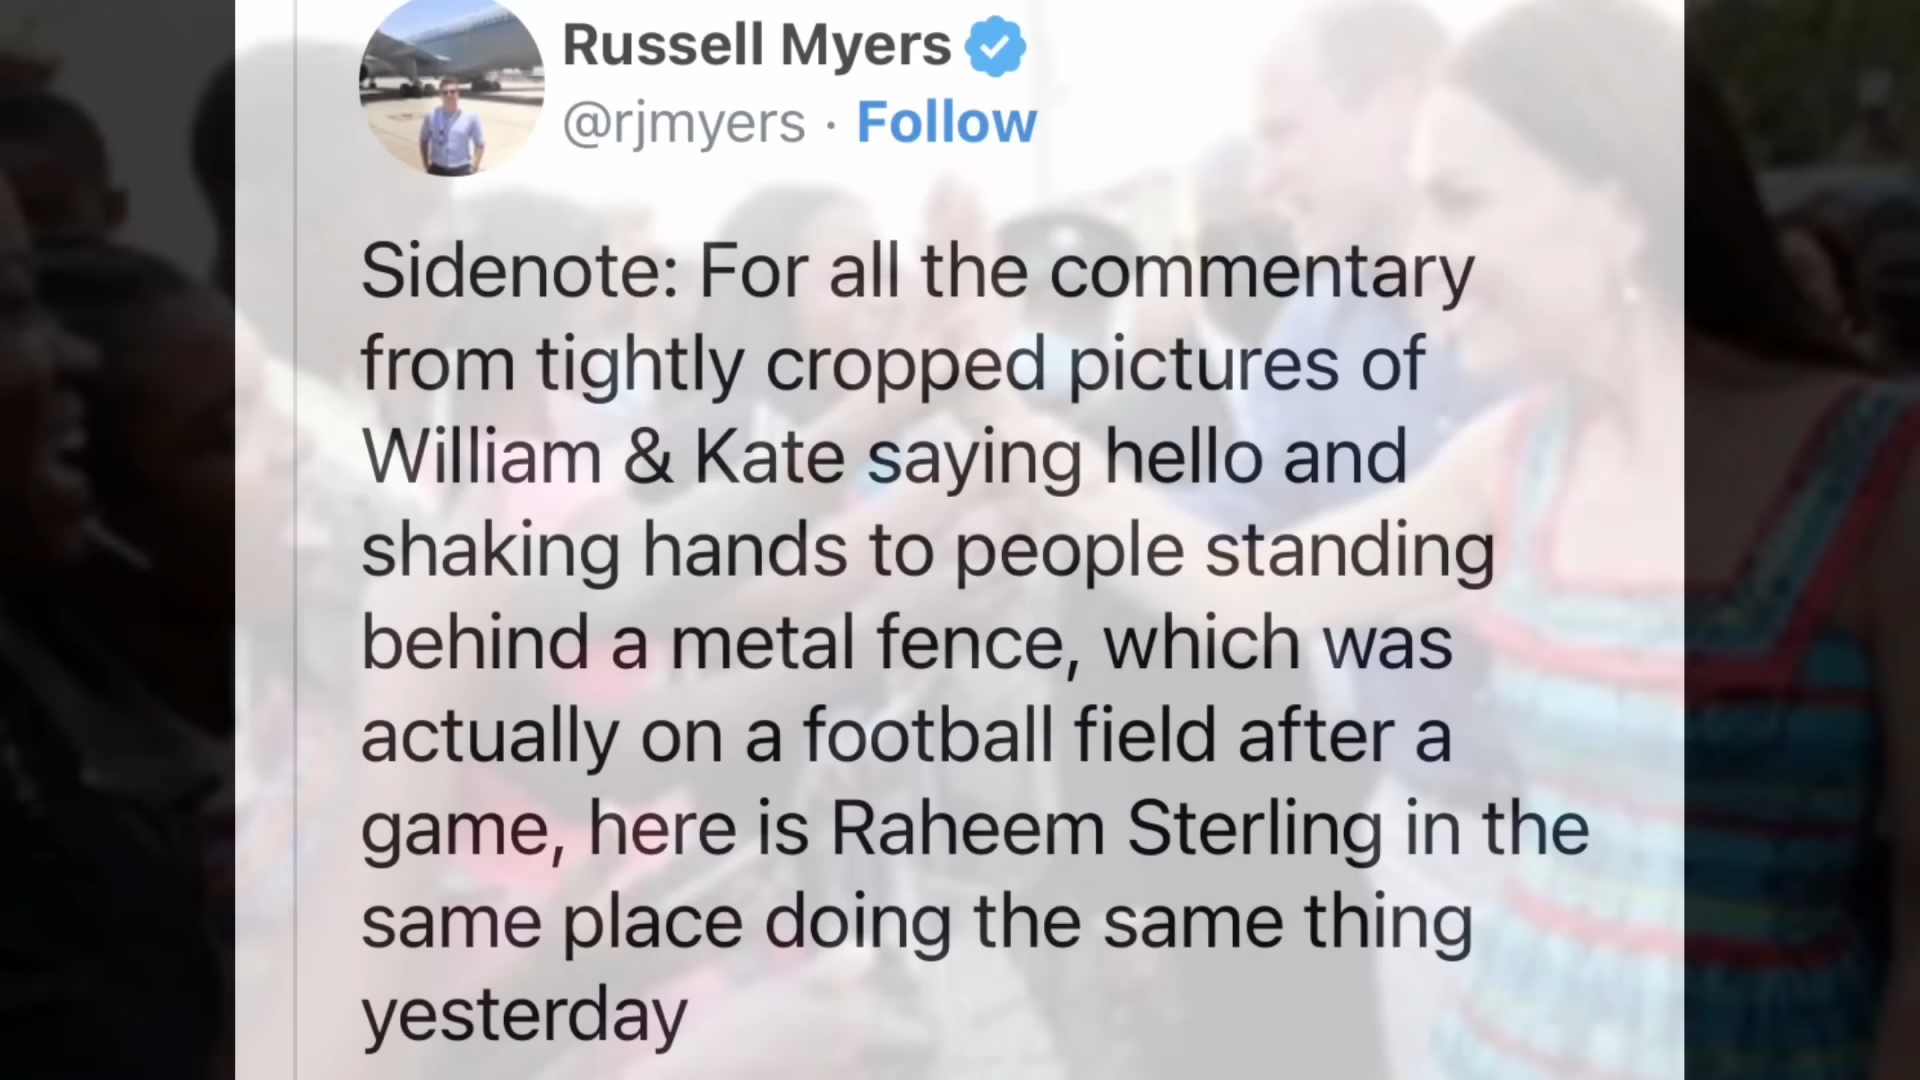 Russell Myers
@rjmyers · Follow
Sidenote: For all the commentary
from tightly cropped pictures of
William & Kate saying hello and
shaking hands to people standing
behind a metal fence, which was
actually on a football field after a
game, here is Raheem Sterling in the
same place doing the same thing
yesterday